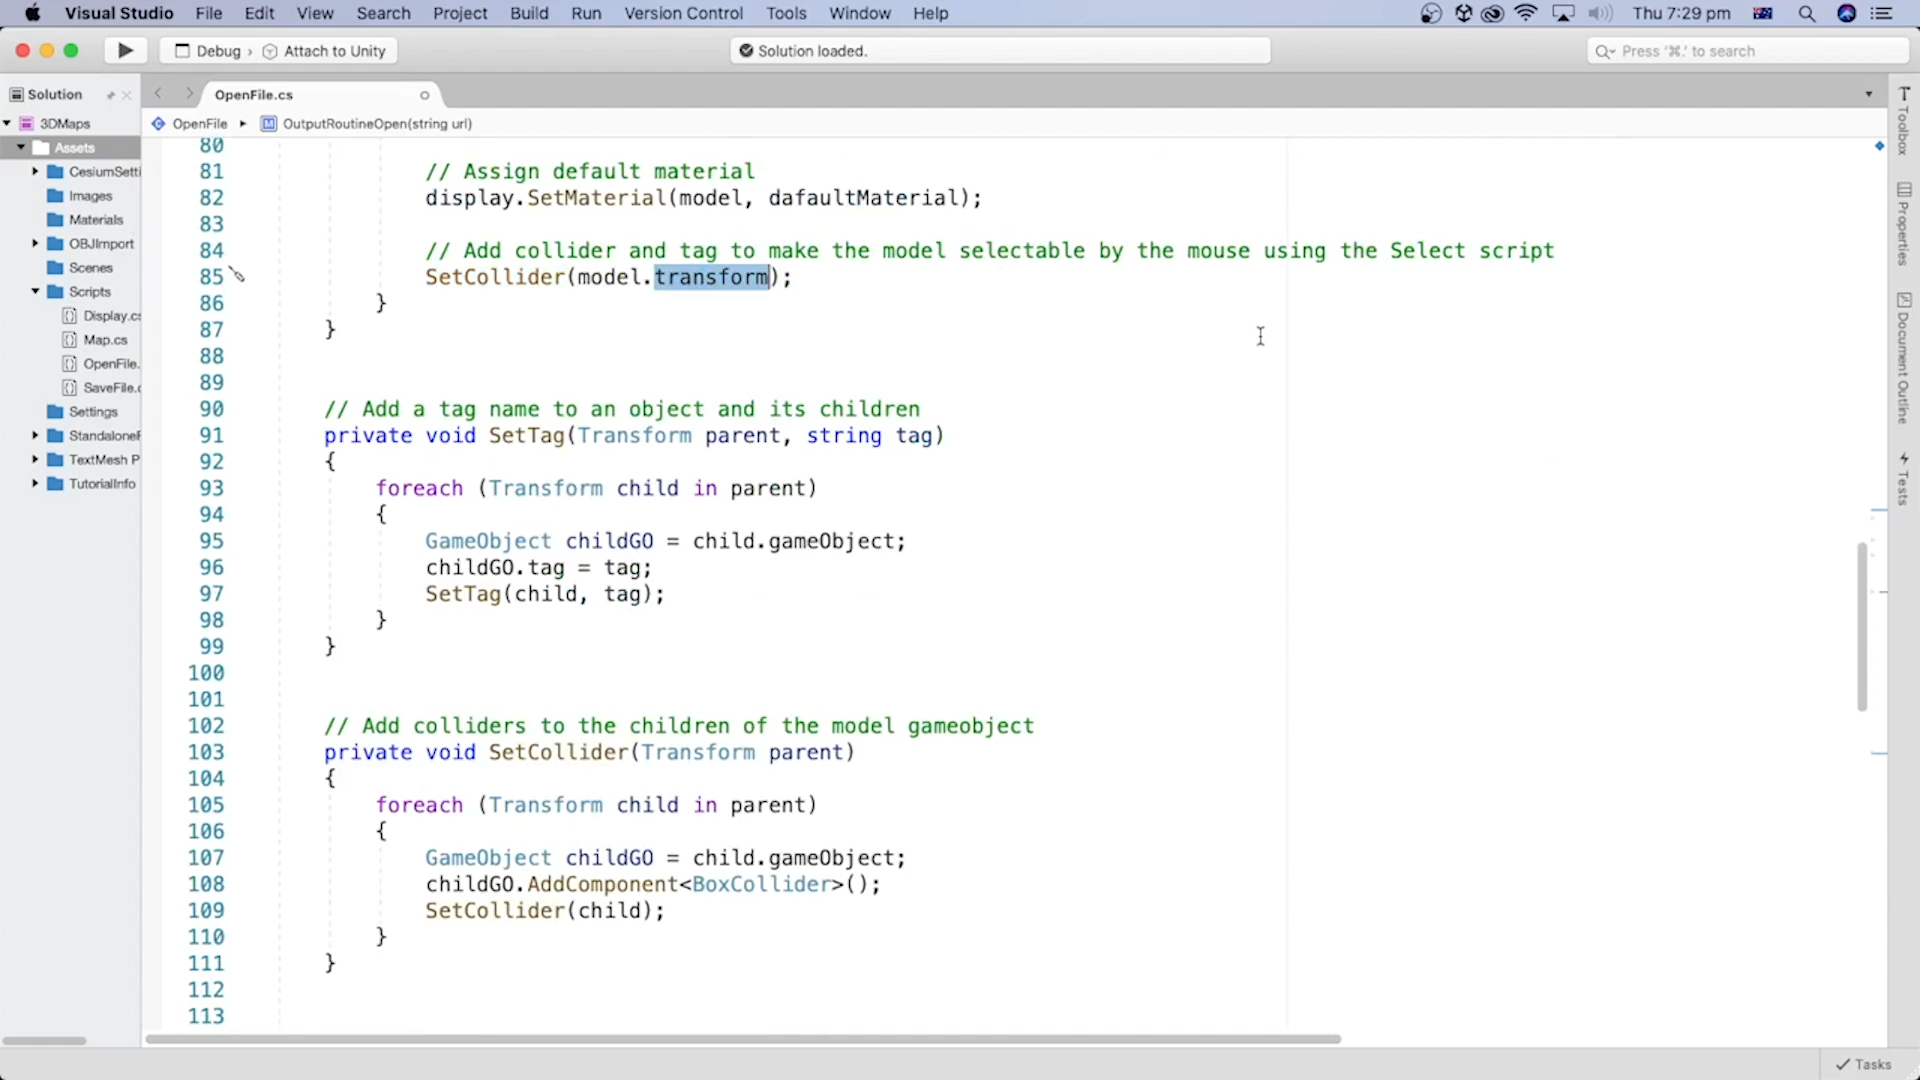 Visual Studio File Edit View Search Project Build Run Version Control Tools Window Help Thu 7:29 pm
Debug › Attach to Unity
Solution loaded.
Press '⌘.' to search
Solution
OpenFile.cs
3DMaps
OpenFile ▸ OutputRoutineOpen(string url)
Assets
CesiumSetti
Images
Materials
OBJImport
Scenes
Scripts
Display.cs
Map.cs
OpenFile.
SaveFile.c
Settings
StandaloneF
TextMesh P
TutorialInfo
80
81 // Assign default material
82 display.SetMaterial(model, dafaultMaterial);
83
84 // Add collider and tag to make the model selectable by the mouse using the Select script
85 SetCollider(model.transform);
86 }
87 }
88
89
90 // Add a tag name to an object and its children
91 private void SetTag(Transform parent, string tag)
92 {
93 foreach (Transform child in parent)
94 {
95 GameObject childGO = child.gameObject;
96 childGO.tag = tag;
97 SetTag(child, tag);
98 }
99 }
100
101
102 // Add colliders to the children of the model gameobject
103 private void SetCollider(Transform parent)
104 {
105 foreach (Transform child in parent)
106 {
107 GameObject childGO = child.gameObject;
108 childGO.AddComponent<BoxCollider>();
109 SetCollider(child);
110 }
111 }
112
113
Toolbox
Properties
Document Outline
Tests
Tasks